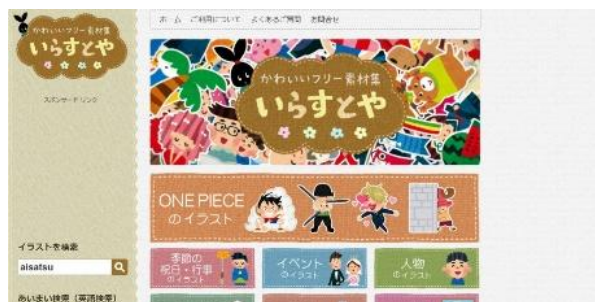 かわいいフリー素材集
いらすとや
スポンサードリンク
イラストを検索
aisatsu
あいまい検索（英語検索）
ホーム ご利用について よくあるご質問 お問合せ
かわいいフリー素材集
いらすとや
ONE PIECE
のイラスト
季節の
祝日・行事
のイラスト
イベント
のイラスト
人物
のイラスト